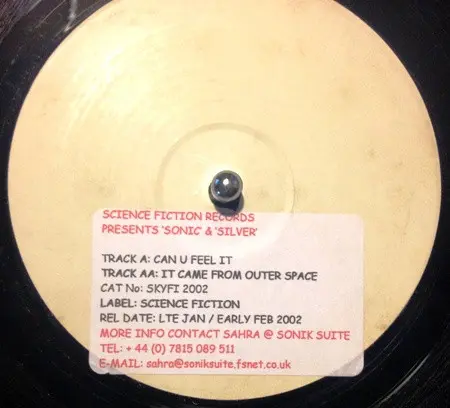 SCIENCE FICTION RECORDS
PRESENTS 'SONIC' & 'SILVER'
TRACK A: CAN U FEEL IT
TRACK AA: IT CAME FROM OUTER SPACE
CAT No: SKYFI 2002
LABEL: SCIENCE FICTION
REL DATE: LTE JAN / EARLY FEB 2002
MORE INFO CONTACT SAHRA @ SONIK SUITE
TEL: + 44 (0) 7815 089 511
E-MAIL: sahra@soniksuite.fsnet.co.uk